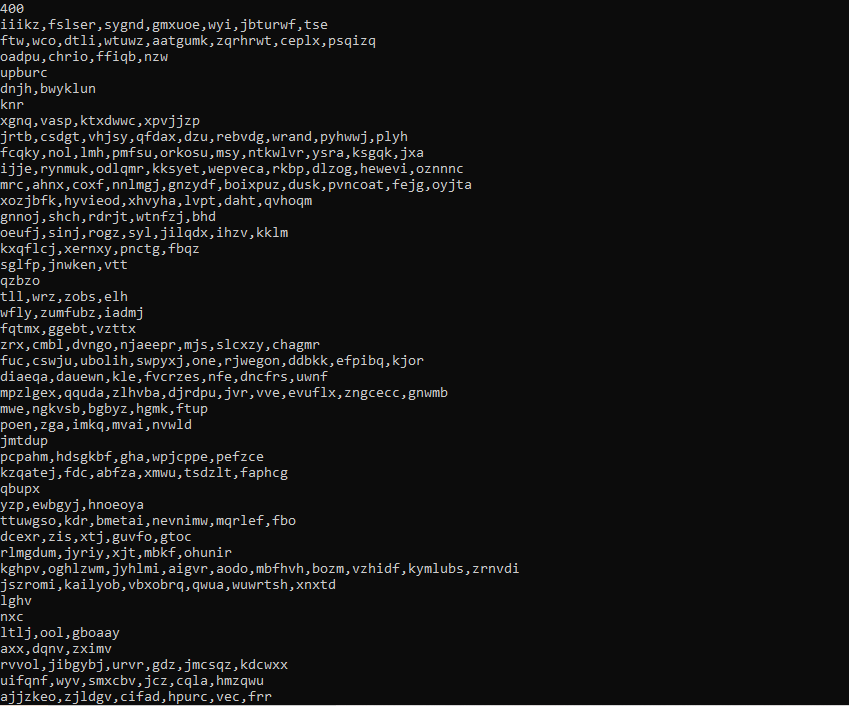 400
iiikz,fslser,sygnd,gmxuoe,wyi,jbturwf,tse
ftw,wco,dtli,wtuwz,aatgumk,zqrhrwt,ceplx,psqizq
oadpu,chrio,ffiqb,nzw
upburc
dnjh,bwyklun
knr
xgnq,vasp,ktxdwwc,xpvjjzp
jrtb,csdgt,vhjsy,qfdax,dzu,rebvdg,wrand,pyhwwj,plyh
fcqky,nol,lmh,pmfsu,orkosu,msy,ntkwlvr,ysra,ksgqk,jxa
ijje,rynmuk,odlqmr,kksyet,wepveca,rkbp,dlzog,hewevi,oznnnc
mrc,ahnx,coxf,nnlmgj,gnzydf,boixpuz,dusk,pvncoat,fejg,oyjta
xozjbfk,hyvieod,xhvyha,lvpt,daht,qvhoqm
gnnoj,shch,rdrjt,wtnfzj,bhd
oeufj,sinj,rogz,syl,jilqdx,ihzv,kklm
kxqflcj,xernxy,pnctg,fbqz
sglfp,jnwken,vtt
qzbzo
tll,wrz,zobs,elh
wfly,zumfubz,iadmj
fqtmx,ggebt,vzttx
zrx,cmbl,dvngo,njaeepr,mjs,slcxzy,chagmr
fuc,cswju,ubolih,swpyxj,one,rjwegon,ddbkk,efpibq,kjor
diaeqa,dauewn,kle,fvcrzes,nfe,dncfrs,uwnf
mpzlgex,qquda,zlhvba,djrdpu,jvr,vve,evuflx,zngcecc,gnwmb
mwe,ngkvsb,bgbyz,hgmk,ftup
poen,zga,imkq,mvai,nvwld
jmtdup
pcpahm,hdsgkbf,gha,wpjcppe,pefzce
kzqatej,fdc,abfza,xmwu,tsdzlt,faphcg
qbupx
yzp,ewbgyj,hnoeoya
ttuwgso,kdr,bmetai,nevnimw,mqrlef,fbo
dcexr,zis,xtj,guvfo,gtoc
rlmgdum,jyriy,xjt,mbkf,ohunir
kghpv,oghlzwm,jyhlmi,aigvr,aodo,mbfhvh,bozm,vzhidf,kymlubs,zrnvdi
jszromi,kailyob,vbxobrq,qwua,wuwrtsh,xnxtd
lghv
nxc
ltlj,ool,gboaay
axx,dqnv,zximv
rvvol,jibgybj,urvr,gdz,jmcsqz,kdcwxx
uifqnf,wyv,smxcbv,jcz,cqla,hmzqwu
ajjzkeo,zjldgv,cifad,hpurc,vec,frr